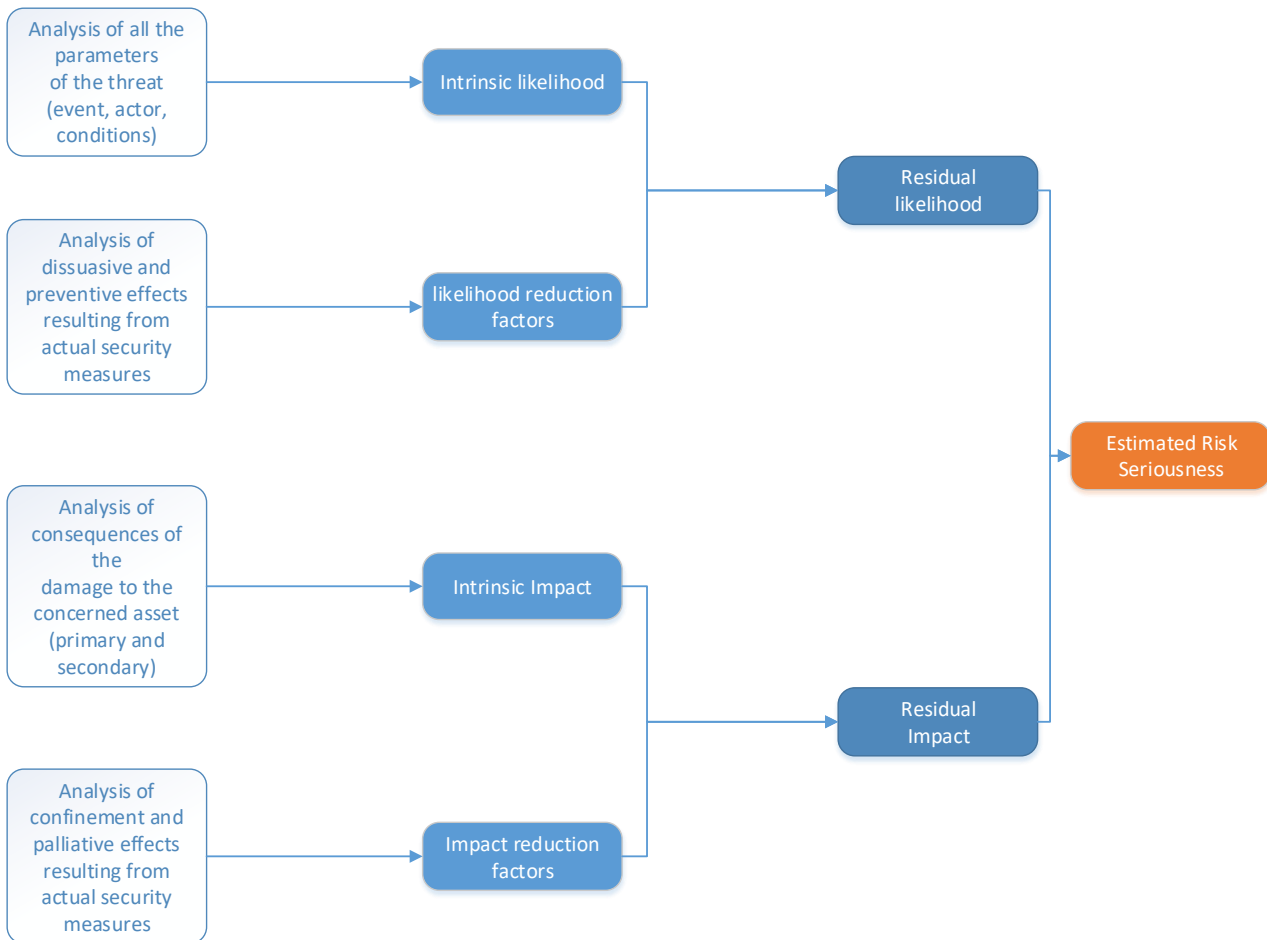 Analysis of all the
parameters
of the threat
(event, actor,
conditions)
Intrinsic likelihood
Residual
likelihood
Analysis of
dissuasive and
preventive effects
resulting from
actual security
measures
likelihood reduction
factors
Estimated Risk
Seriousness
Analysis of
consequences of
the
damage to the
concerned asset
(primary and
secondary)
Intrinsic Impact
Residual
Impact
Analysis of
confinement and
palliative effects
resulting from
actual security
measures
Impact reduction
factors